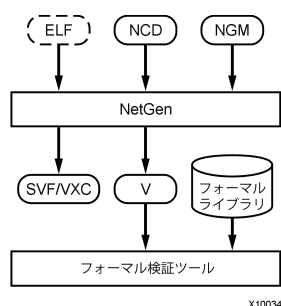 ELF
NCD
NGM
NetGen
SVF/VXC
V
フォーマル
ライブラリ
フォーマル検証ツール
X10034